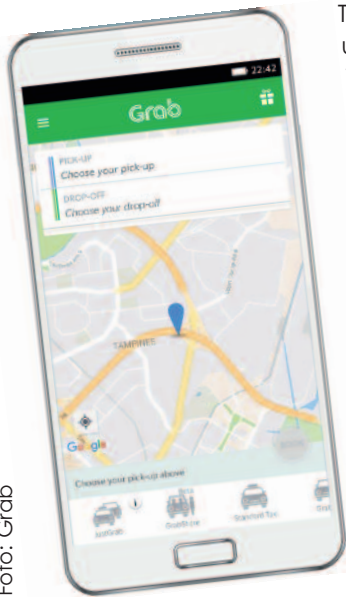 T
u
22:42
Grab
PICK-UP
Choose your pick-up
DROP-OFF
Choose your drop-off
TAMPINES
Google
Choose your pick-up above
JustGrab
GrabShare
Standard Taxi
Foto: Grab